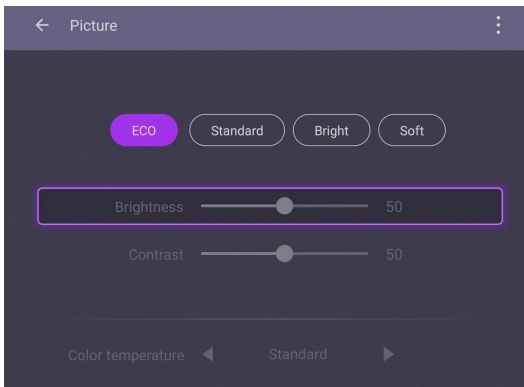 Picture
ECO Standard Bright Soft
Brightness 50
Contrast 50
Color temperature Standard